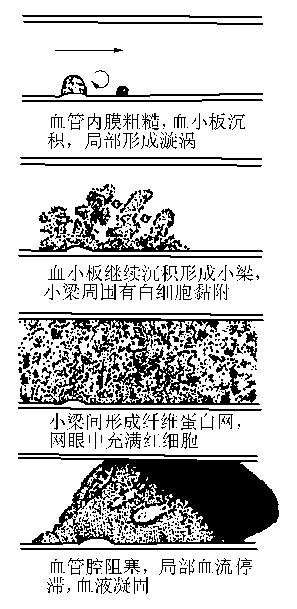 血管内膜粗糙，血小板沉
积，局部形成漩涡
血小板继续沉积形成小梁，
小梁周围有白细胞黏附
小梁间形成纤维蛋白网，
网眼中充满红细胞
血管腔阻塞，局部血流停
滞，血液凝固